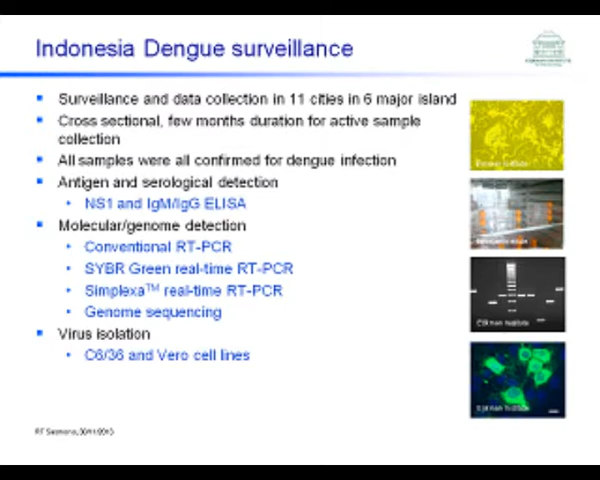 Indonesia Dengue surveillance
Surveillance and data collection in 11 cities in 6 major island
Cross sectional, few months duration for active sample
collection
All samples were all confirmed for dengue infection
Antigen and serological detection
NS1 and IgM/IgG ELISA
Molecular/genome detection
Conventional RT-PCR
SYBR Green real-time RT-PCR
Simplexa™ real-time RT-PCR
Genome sequencing
Virus isolation
C6/36 and Vero cell lines